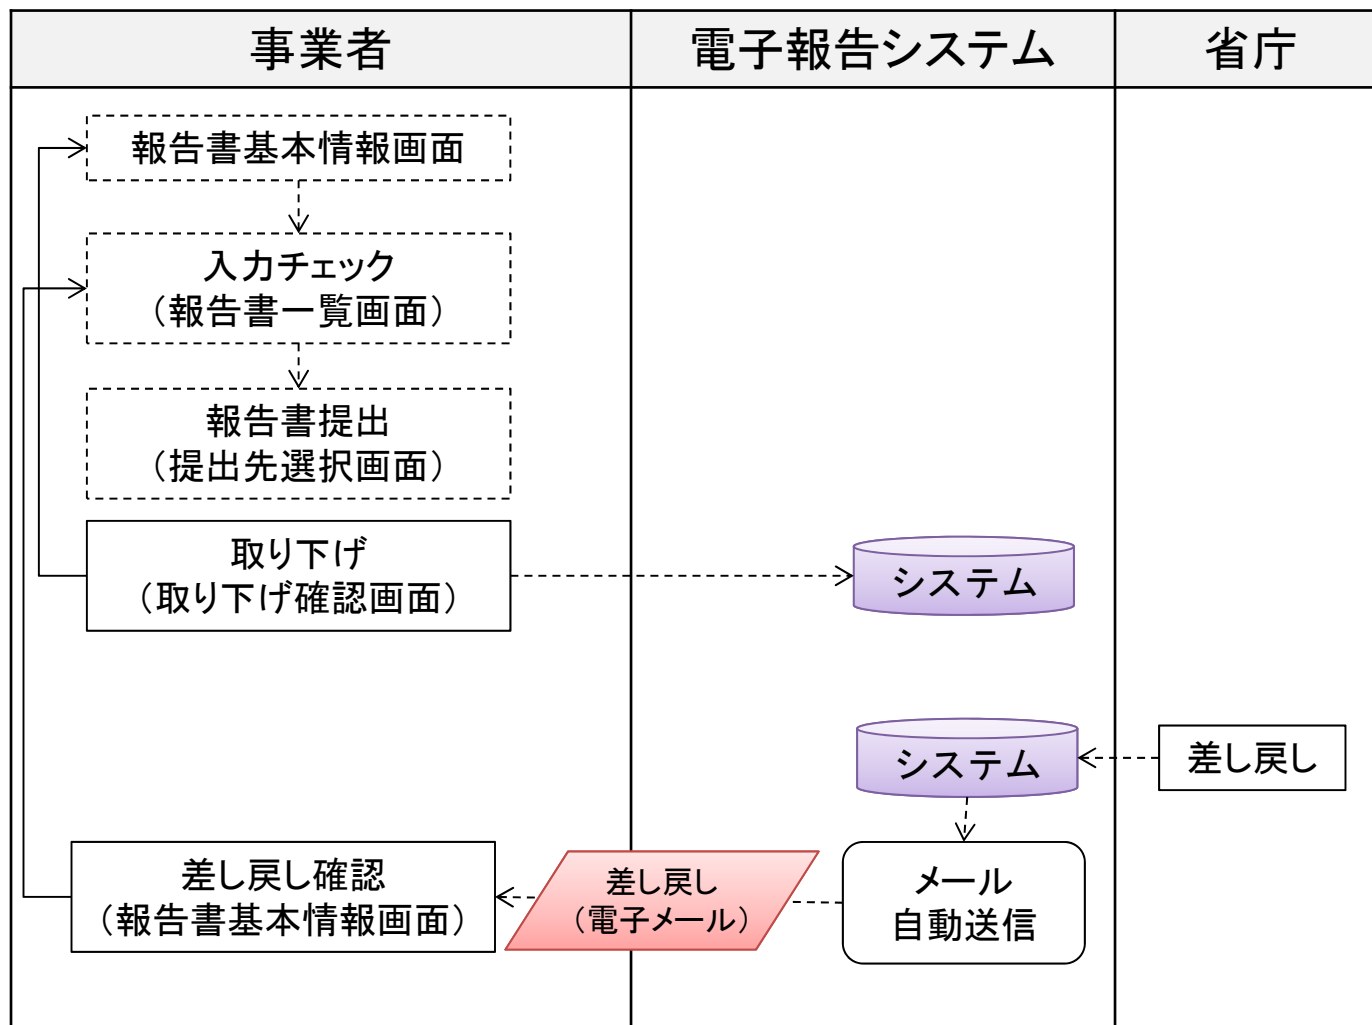 事業者
電子報告システム
省庁
報告書基本情報画面
入力チェック
（報告書一覧画面）
報告書提出
（提出先選択画面）
取り下げ
（取り下げ確認画面）
システム
システム
差し戻し
差し戻し確認
（報告書基本情報画面）
差し戻し
（電子メール）
メール
自動送信